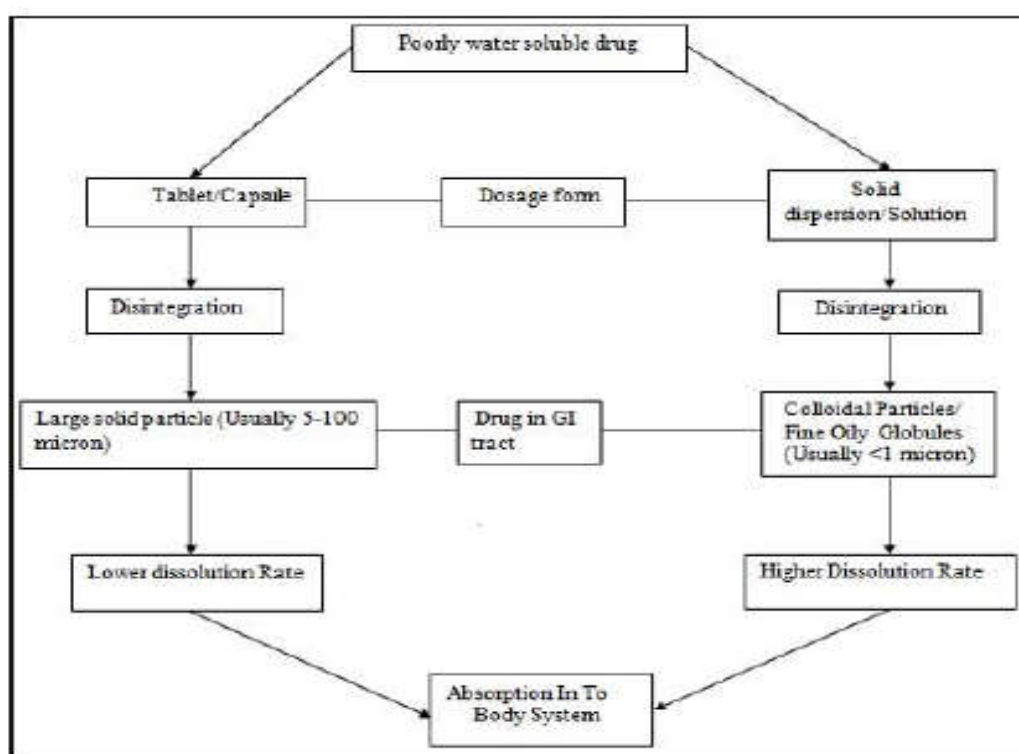 Poorly water soluble drug
Tablet/Capsule
Dosage form
Solid
dispersion/Solution
Disintegration
Disintegration
Large solid particle (Usually 5-100
micron)
Drug in GI
tract
Colloidal Particles/
Fine Oily Globules
(Usually <1 micron)
Lower dissolution Rate
Higher Dissolution Rate
Absorption In To
Body System